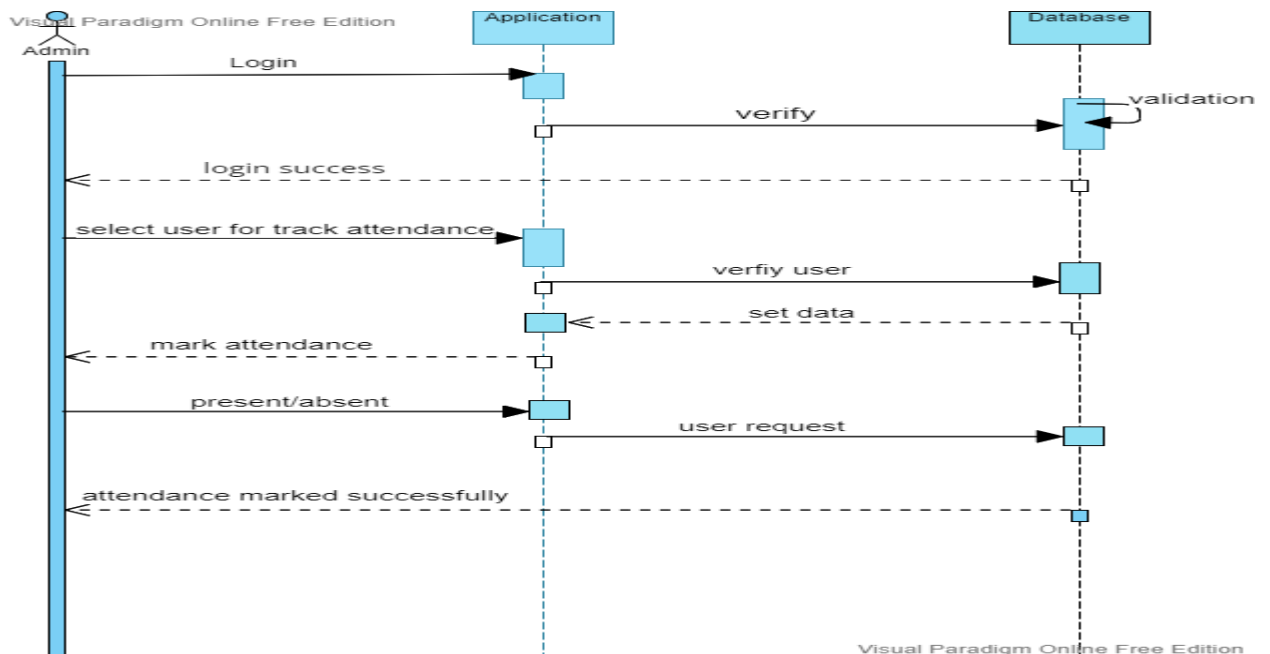 Visual Paradigm Online Free Edition
Admin
Application
Database
Login
validation
verify
login success
select user for track attendance
verfiy user
set data
mark attendance
present/absent
user request
attendance marked successfully
Visual Paradigm Online Free Edition